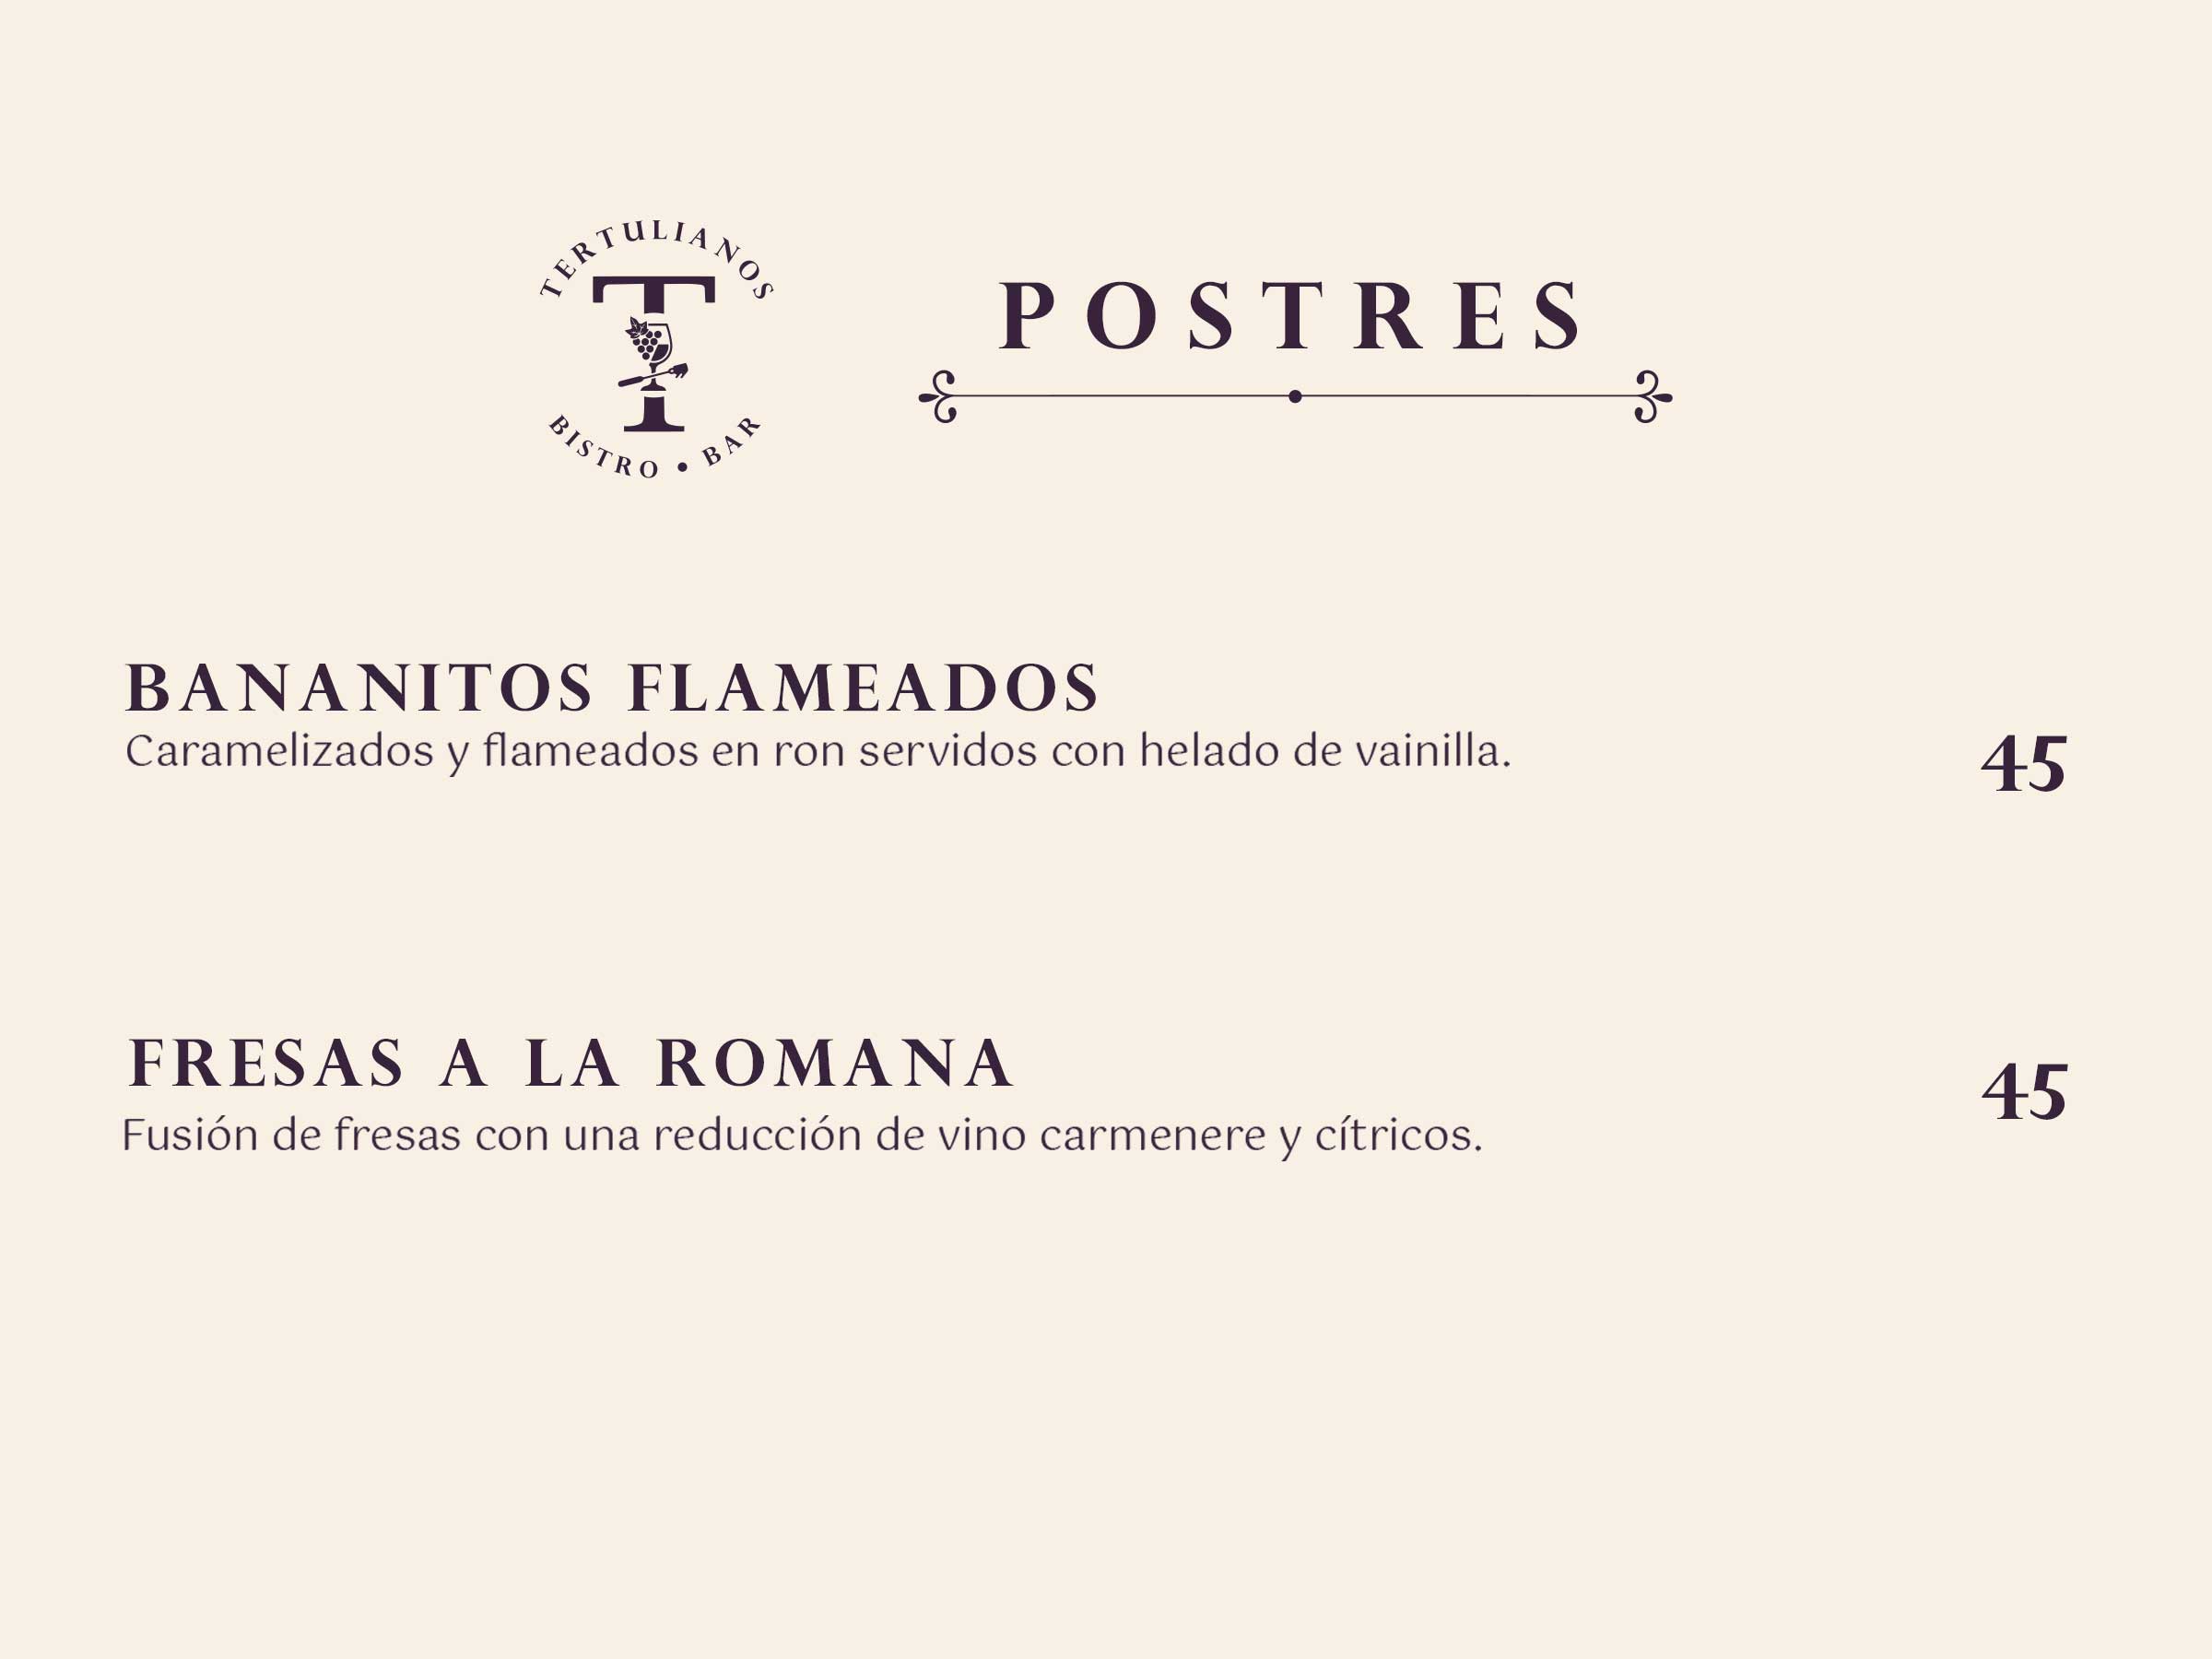 TERTULIANOS
T
BISTRO • BAR
POSTRES
BANANITOS FLAMEADOS
Caramelizados y flameados en ron servidos con helado de vainilla.
45
FRESAS A LA ROMANA
45
Fusión de fresas con una reducción de vino carmenere y cítricos.